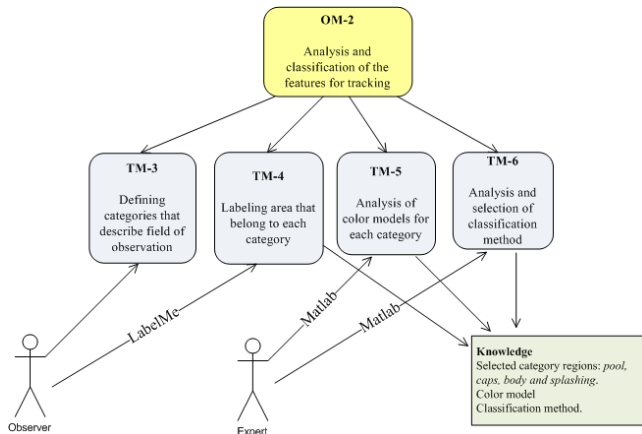 OM-2
Analysis and
classification of the
features for tracking
TM-3
Defining
categories that
describe field of
observation
TM-4
Labeling area that
belong to each
category
TM-5
Analysis of
color models for
each category
TM-6
Analysis and
selection of
classification
method
LabelMe
Matlab
Matlab
Observer
Expert
Knowledge
Selected category regions: pool,
caps, body and splashing.
Color model
Classification method.